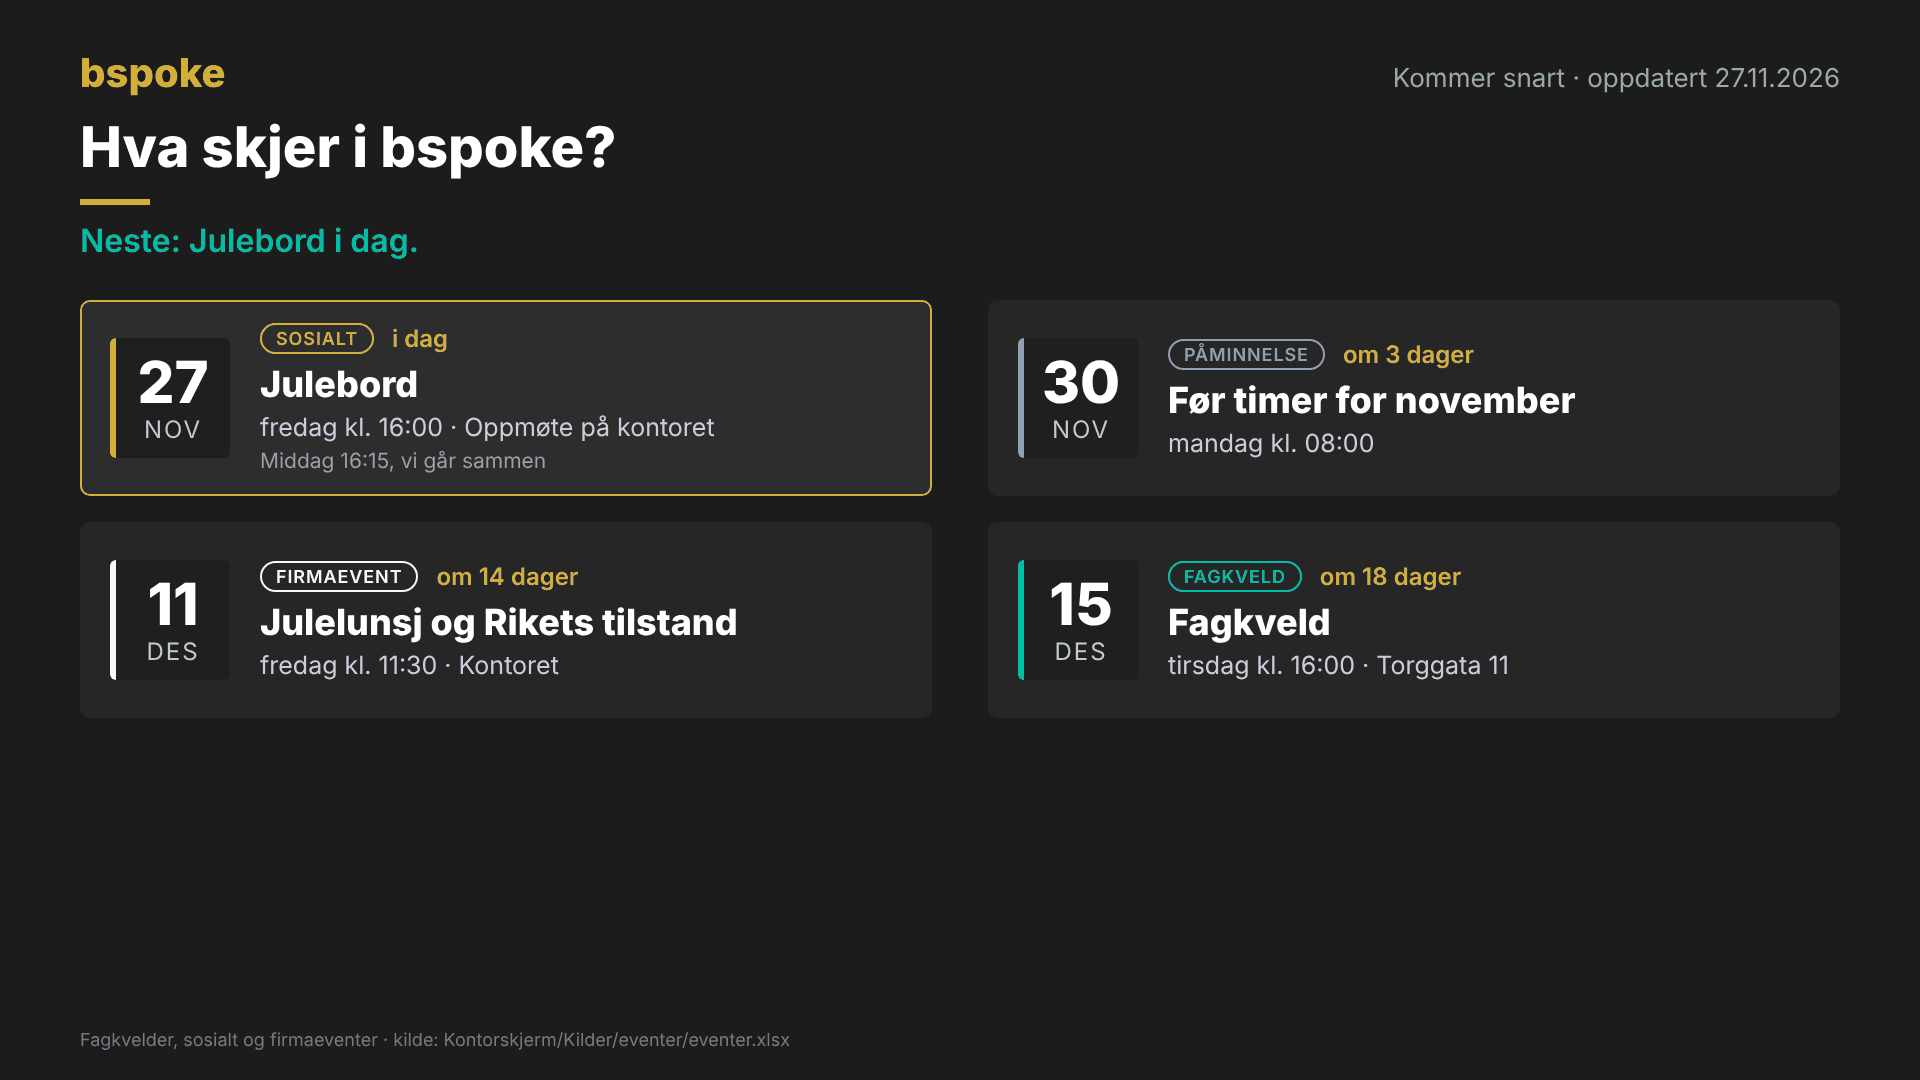 bspoke
Kommer snart · oppdatert 27.11.2026
Hva skjer i bspoke?
Neste: Julebord i dag.
27
NOV
SOSIALT
i dag
Julebord
fredag kl. 16:00 · Oppmøte på kontoret
Middag 16:15, vi går sammen
30
NOV
PÅMINNELSE
om 3 dager
Før timer for november
mandag kl. 08:00
11
DES
FIRMAEVENT
om 14 dager
Julelunsj og Rikets tilstand
fredag kl. 11:30 · Kontoret
15
DES
FAGKVELD
om 18 dager
Fagkveld
tirsdag kl. 16:00 · Torggata 11
Fagkvelder, sosialt og firmaeventer · kilde: Kontorskjerm/Kilder/eventer/eventer.xlsx